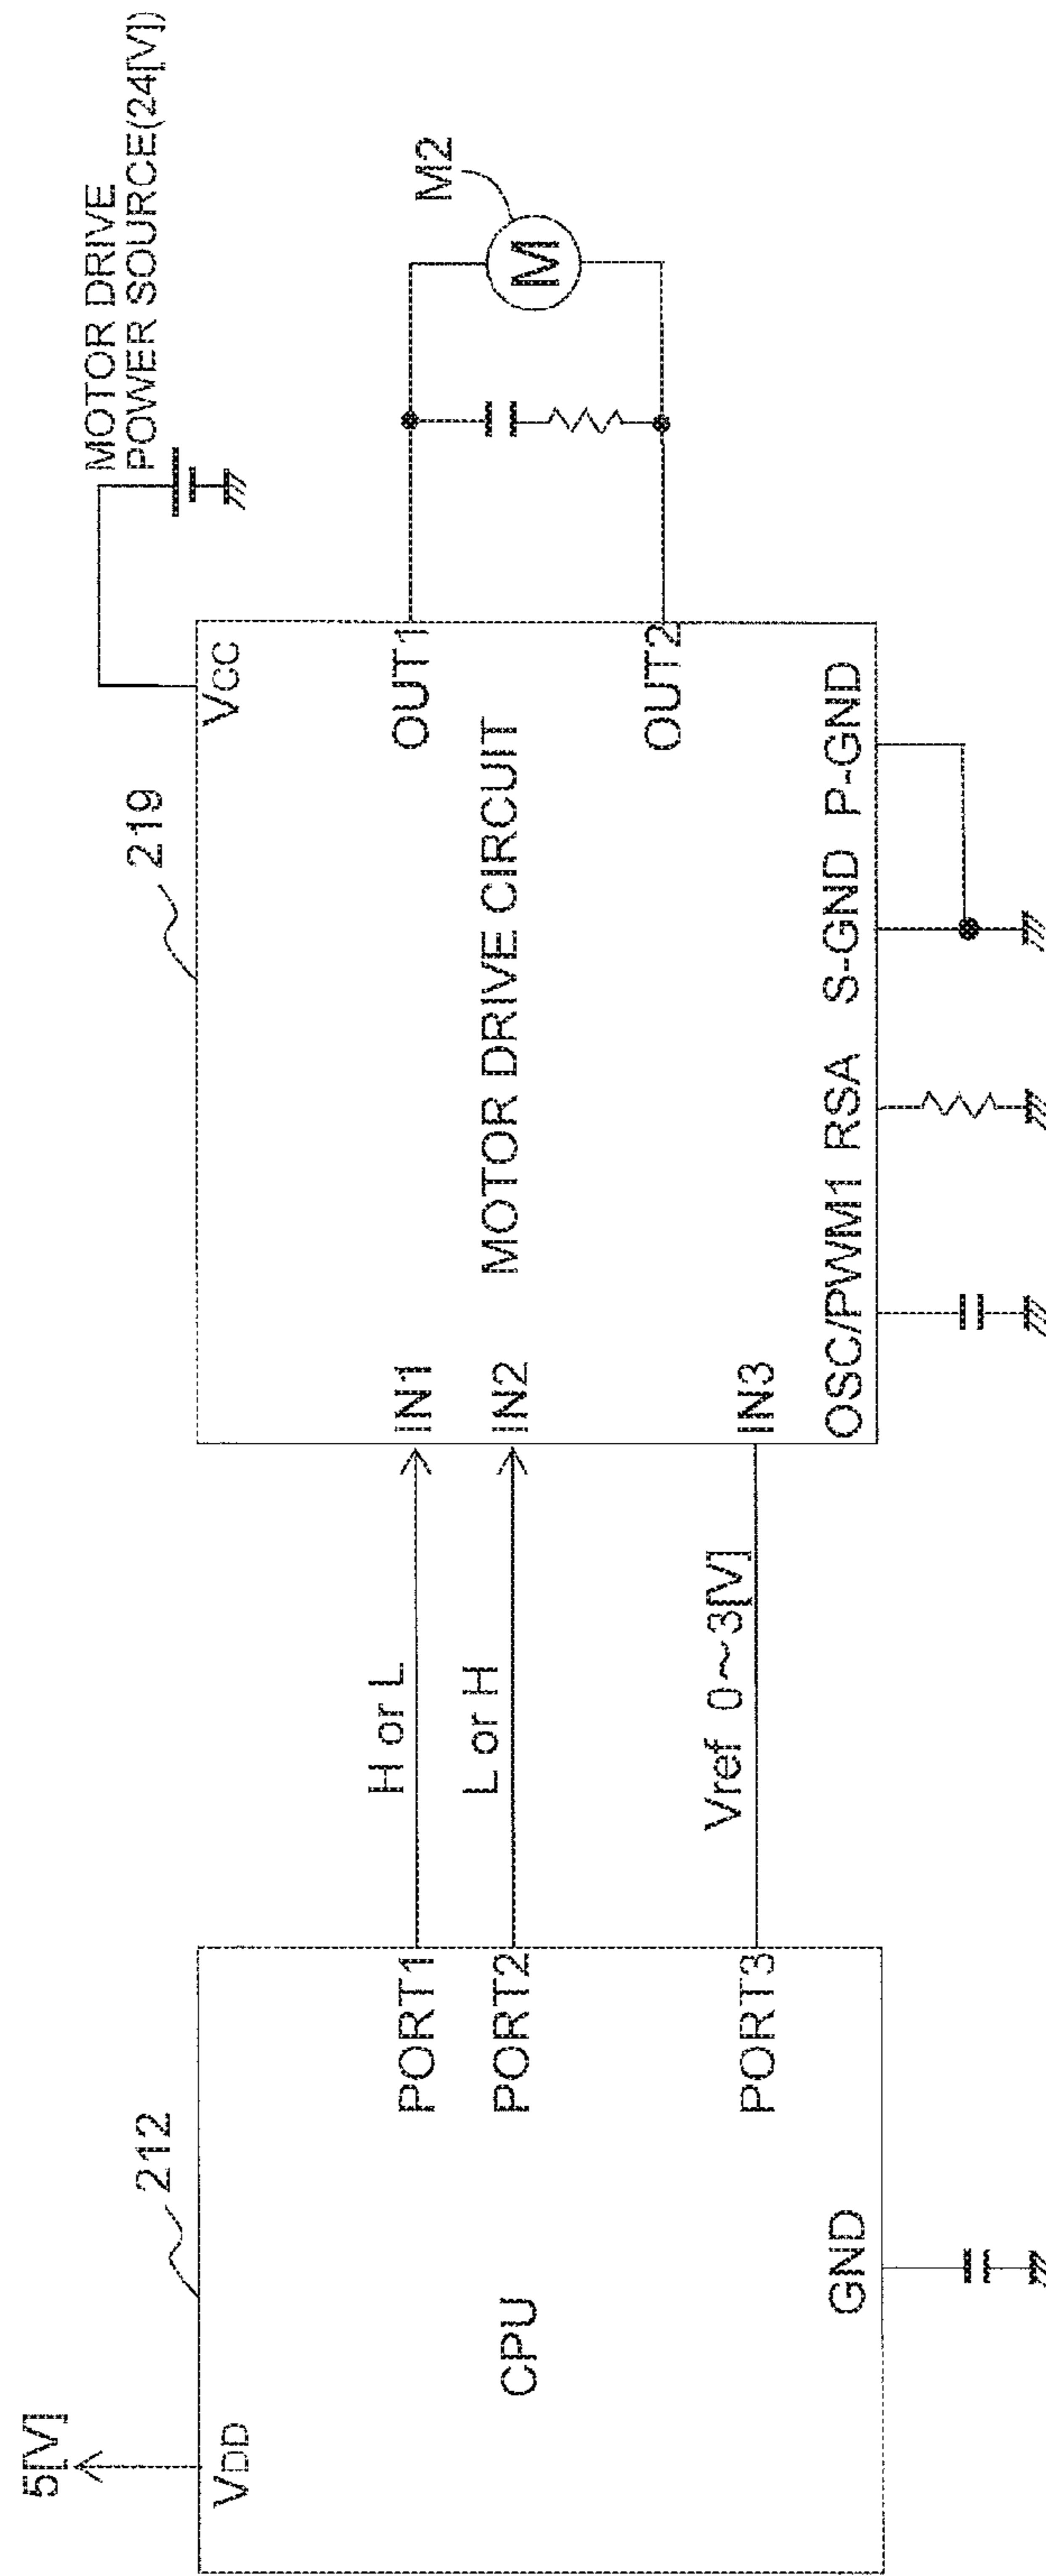 5[V]
VDD
212
CPU
PORT1
PORT2
PORT3
GND
H or L
L or H
Vref 0~3[V]
219
MOTOR DRIVE
POWER SOURCE(24[V])
VCC
IN1
IN2
IN3
MOTOR DRIVE CIRCUIT
OUT1
OUT2
OSC/PWM1 RSA S-GND P-GND
M
M2